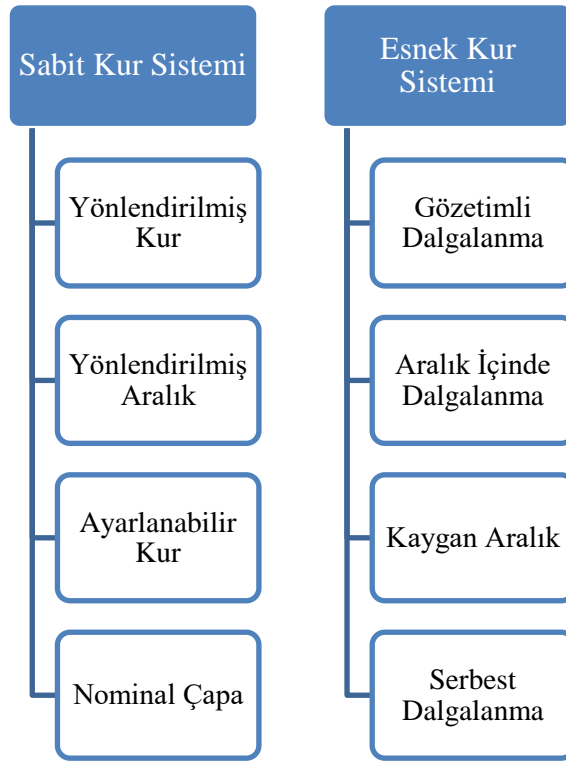 Sabit Kur Sistemi
Yönlendirilmiş
Kur
Yönlendirilmiş
Aralık
Ayarlanabilir
Kur
Nominal Çapa
Esnek Kur
Sistemi
Gözetimli
Dalgalanma
Aralık İçinde
Dalgalanma
Kaygan Aralık
Serbest
Dalgalanma